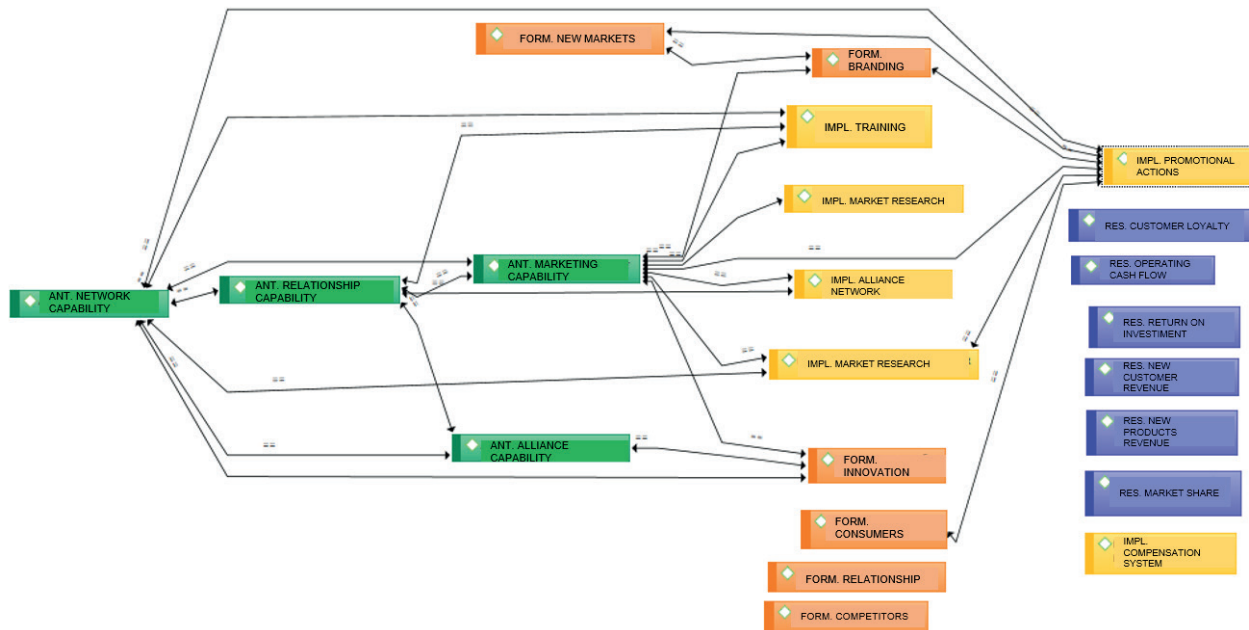 FORM. NEW MARKETS
FORM.
BRANDING
IMPL. TRAINING
IMPL. PROMOTIONAL
ACTIONS
IMPL. MARKET RESEARCH
RES. CUSTOMER LOYALTY
ANT. MARKETING
CAPABILITY
RES. OPERATING
CASH FLOW
ANT. RELATIONSHIP
CAPABILITY
IMPL. ALLIANCE
NETWORK
ANT. NETWORK
CAPABILITY
RES. RETURN ON
INVESTIMENT
IMPL. MARKET RESEARCH
RES. NEW
CUSTOMER
REVENUE
RES. NEW
PRODUCTS
REVENUE
ANT. ALLIANCE
CAPABILITY
FORM.
INNOVATION
RES. MARKET SHARE
FORM.
CONSUMERS
IMPL.
COMPENSATION
SYSTEM
FORM. RELATIONSHIP
FORM. COMPETITORS